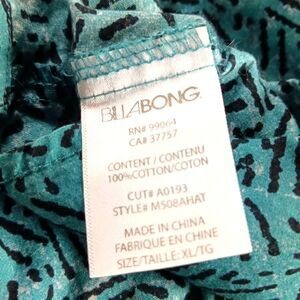 BILLABONG
RN# 99064
CA# 37757
CONTENT / CONTENU
100%COTTON/COTON
CUT# A0193
STYLE# M508AHAT
MADE IN CHINA
FABRIQUE EN CHINE
SIZE/TAILLE: XL/TG